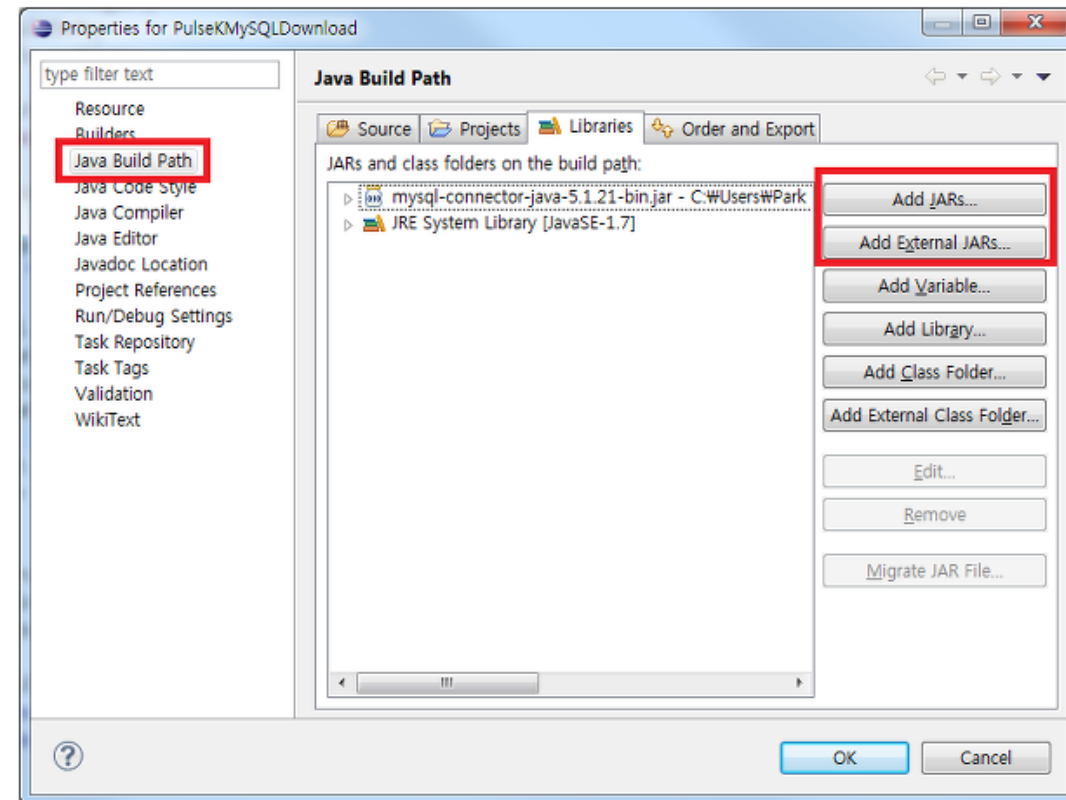 Properties for PulseKMySQLDownload
type filter text
Resource
Builders
Java Build Path
Java Code Style
Java Compiler
Java Editor
Javadoc Location
Project References
Run/Debug Settings
Task Repository
Task Tags
Validation
WikiText
Java Build Path
Source
Projects
Libraries
Order and Export
JARs and class folders on the build path:
mysql-connector-java-5.1.21-bin.jar - C:₩Users₩Park
JRE System Library [JavaSE-1.7]
Add JARs...
Add External JARs...
Add Variable...
Add Library...
Add Class Folder...
Add External Class Folder...
Edit...
Remove
Migrate JAR File...
OK
Cancel